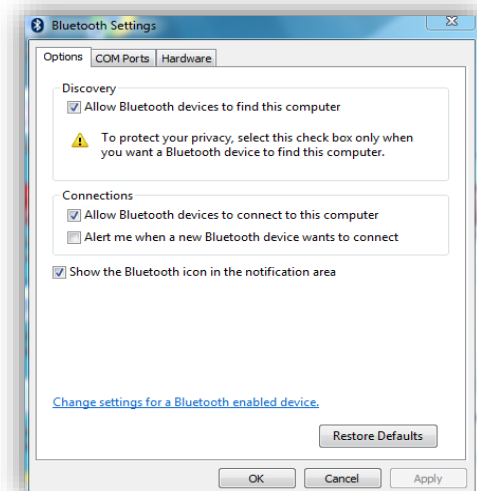 Bluetooth Settings
Options COM Ports Hardware
Discovery
Allow Bluetooth devices to find this computer
To protect your privacy, select this check box only when
you want a Bluetooth device to find this computer.
Connections
Allow Bluetooth devices to connect to this computer
Alert me when a new Bluetooth device wants to connect
Show the Bluetooth icon in the notification area
Change settings for a Bluetooth enabled device.
Restore Defaults
OK Cancel Apply